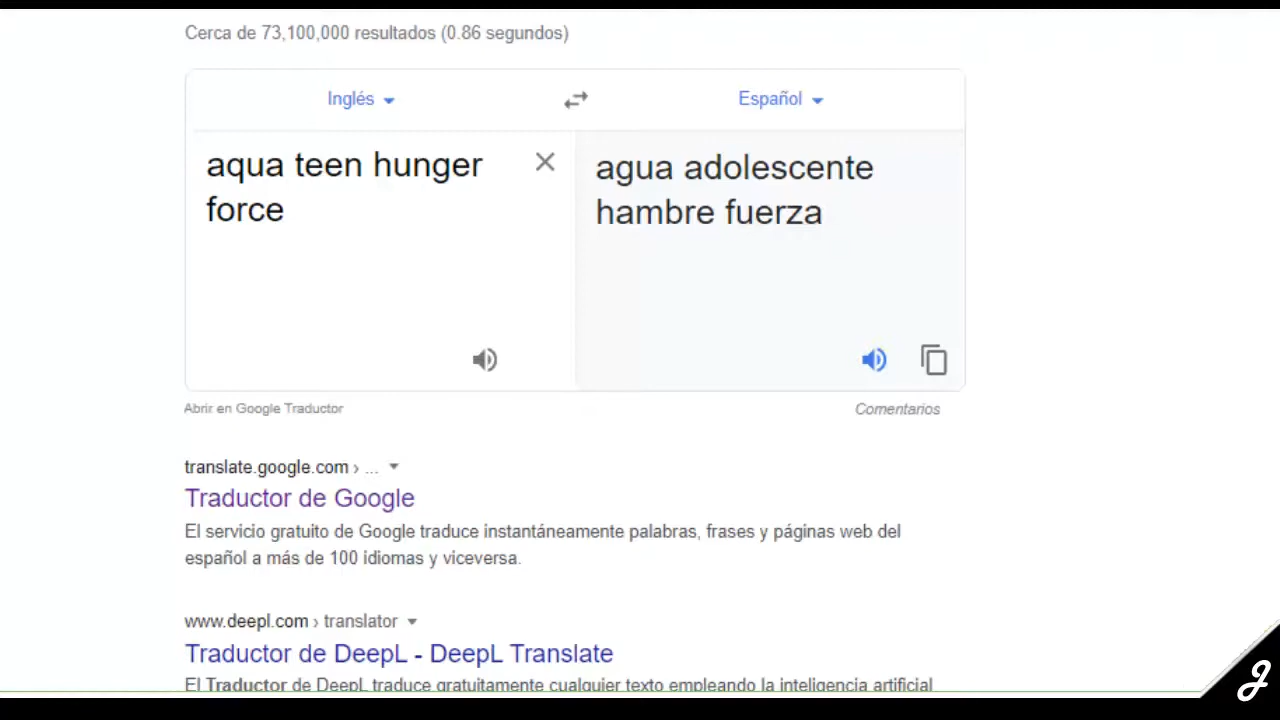 Cerca de 73,100,000 resultados (0.86 segundos)
Inglés Español
aqua teen hunger
force
agua adolescente
hambre fuerza
Abrir en Google Traductor Comentarios
translate.google.com › ...
Traductor de Google
El servicio gratuito de Google traduce instantáneamente palabras, frases y páginas web del
español a más de 100 idiomas y viceversa.
www.deepl.com › translator
Traductor de DeepL - DeepL Translate
El Traductor de DeepL traduce gratuitamente cualquier texto empleando la inteligencia artificial
J